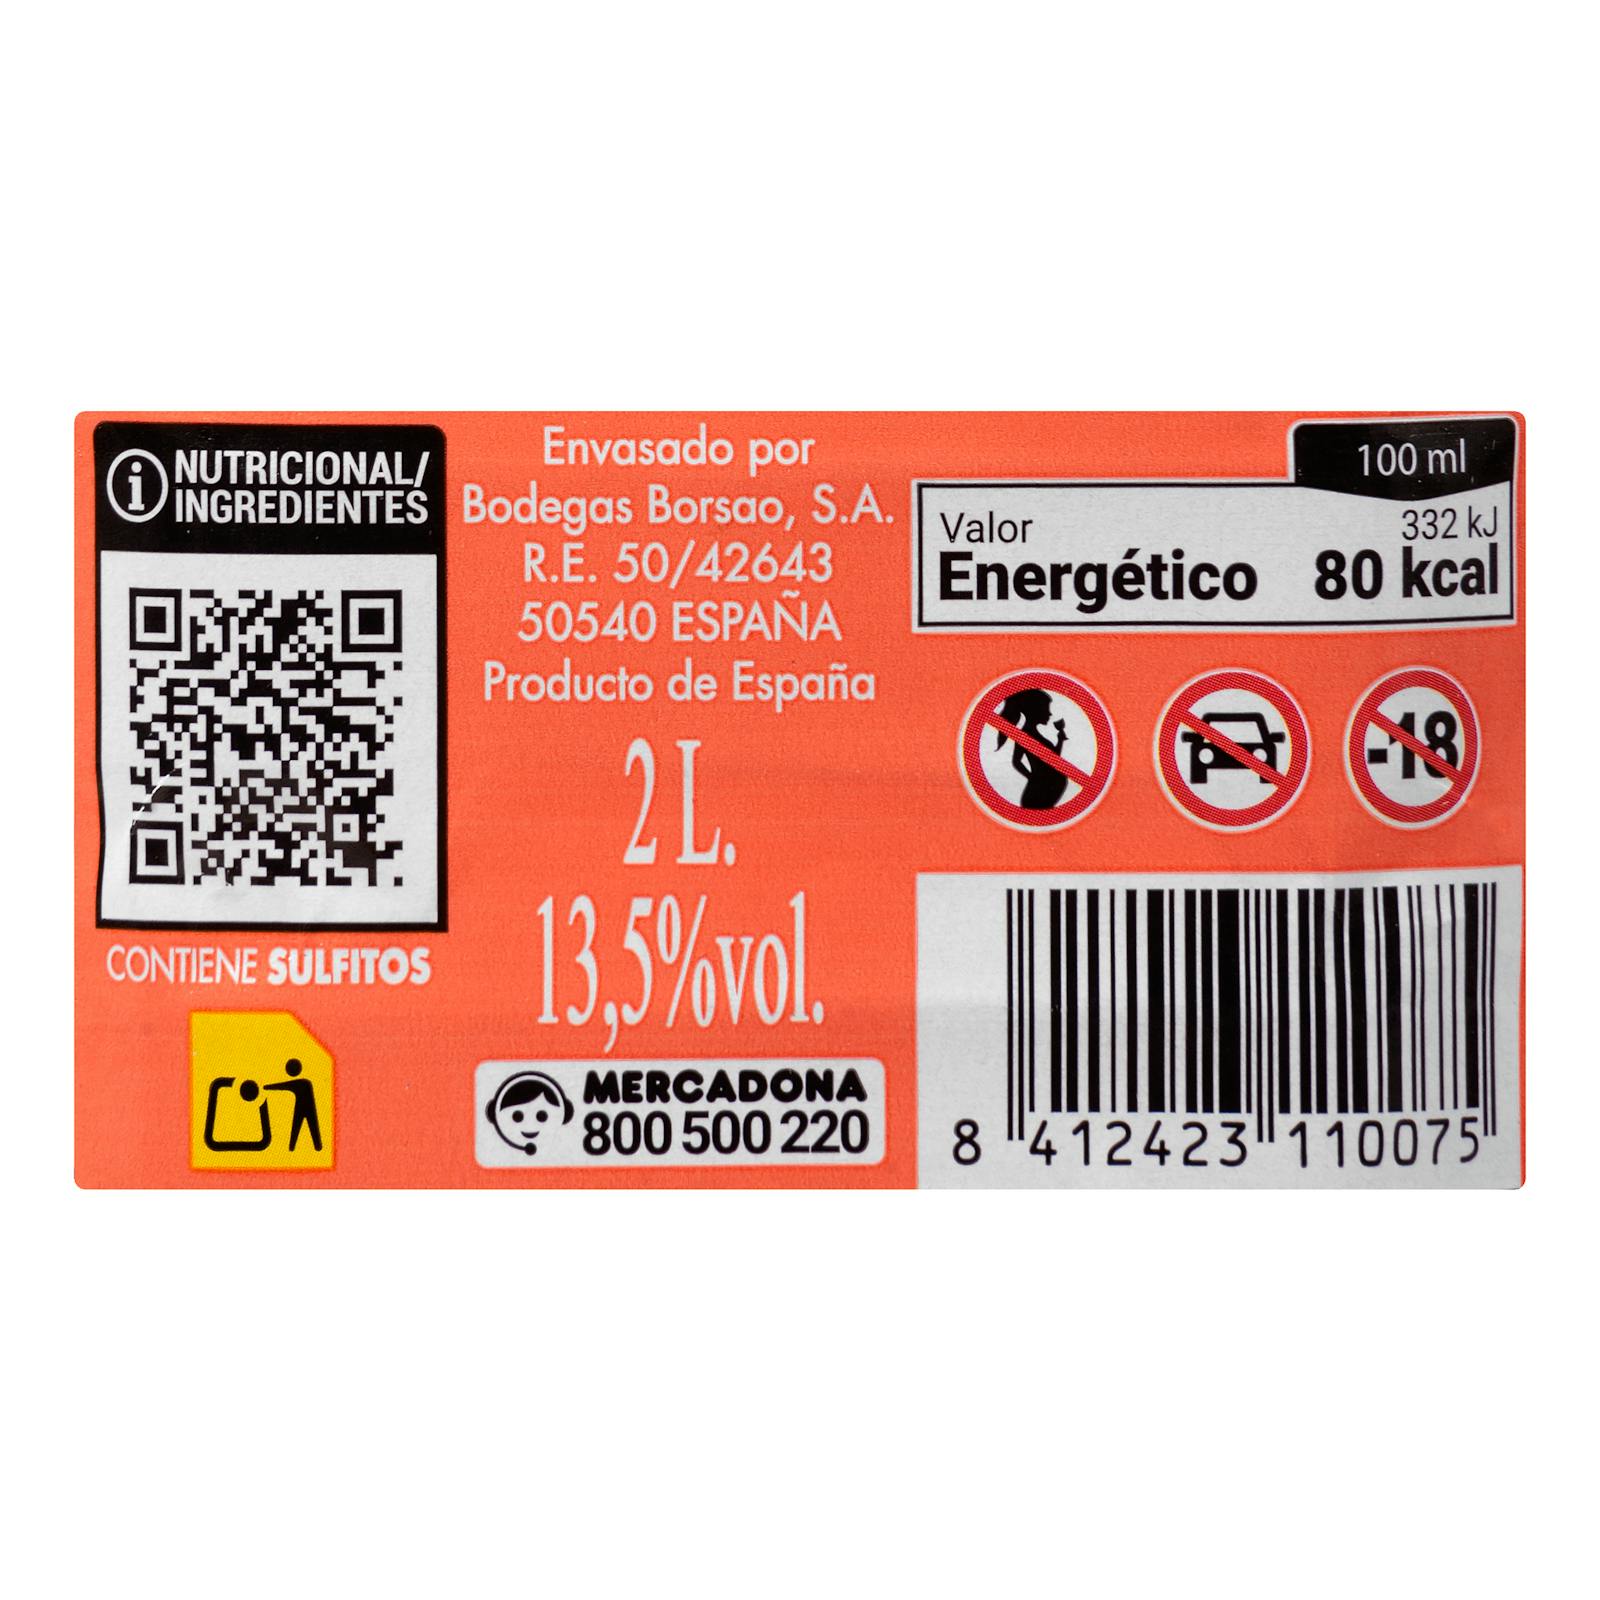 i NUTRICIONAL/
INGREDIENTES
CONTIENE SULFITOS
Envasado por
Bodegas Borsao, S.A.
R.E. 50/42643
50540 ESPAÑA
Producto de España
2 L.
13,5%vol.
MERCADONA
800 500 220
100 ml
Valor 332 kJ
Energético 80 kcal
-18
8 412423 110075